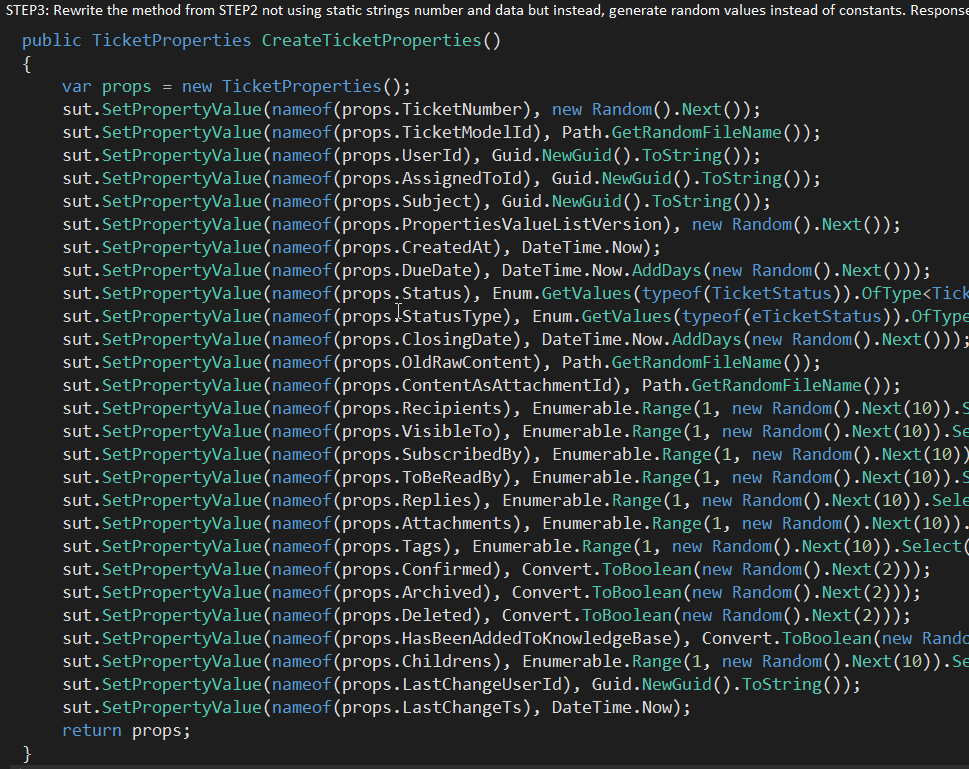 STEP3: Rewrite the method from STEP2 not using static strings number and data but instead, generate random values instead of constants. Response
public TicketProperties CreateTicketProperties()
{
var props = new TicketProperties();
sut.SetPropertyValue(nameof(props.TicketNumber), new Random().Next());
sut.SetPropertyValue(nameof(props.TicketModelId), Path.GetRandomFileName());
sut.SetPropertyValue(nameof(props.UserId), Guid.NewGuid().ToString());
sut.SetPropertyValue(nameof(props.AssignedToId), Guid.NewGuid().ToString());
sut.SetPropertyValue(nameof(props.Subject), Guid.NewGuid().ToString());
sut.SetPropertyValue(nameof(props.PropertiesValueListVersion), new Random().Next());
sut.SetPropertyValue(nameof(props.CreatedAt), DateTime.Now);
sut.SetPropertyValue(nameof(props.DueDate), DateTime.Now.AddDays(new Random().Next()));
sut.SetPropertyValue(nameof(props.Status), Enum.GetValues(typeof(TicketStatus)).OfType<Tick
sut.SetPropertyValue(nameof(props.StatusType), Enum.GetValues(typeof(eTicketStatus)).OfType
sut.SetPropertyValue(nameof(props.ClosingDate), DateTime.Now.AddDays(new Random().Next()));
sut.SetPropertyValue(nameof(props.OldRawContent), Path.GetRandomFileName());
sut.SetPropertyValue(nameof(props.ContentAsAttachmentId), Path.GetRandomFileName());
sut.SetPropertyValue(nameof(props.Recipients), Enumerable.Range(1, new Random().Next(10)).S
sut.SetPropertyValue(nameof(props.VisibleTo), Enumerable.Range(1, new Random().Next(10)).Se
sut.SetPropertyValue(nameof(props.SubscribedBy), Enumerable.Range(1, new Random().Next(10))
sut.SetPropertyValue(nameof(props.ToBeReadBy), Enumerable.Range(1, new Random().Next(10)).S
sut.SetPropertyValue(nameof(props.Replies), Enumerable.Range(1, new Random().Next(10)).Sele
sut.SetPropertyValue(nameof(props.Attachments), Enumerable.Range(1, new Random().Next(10)).
sut.SetPropertyValue(nameof(props.Tags), Enumerable.Range(1, new Random().Next(10)).Select(
sut.SetPropertyValue(nameof(props.Confirmed), Convert.ToBoolean(new Random().Next(2)));
sut.SetPropertyValue(nameof(props.Archived), Convert.ToBoolean(new Random().Next(2)));
sut.SetPropertyValue(nameof(props.Deleted), Convert.ToBoolean(new Random().Next(2)));
sut.SetPropertyValue(nameof(props.HasBeenAddedToKnowledgeBase), Convert.ToBoolean(new Rando
sut.SetPropertyValue(nameof(props.Childrens), Enumerable.Range(1, new Random().Next(10)).Se
sut.SetPropertyValue(nameof(props.LastChangeUserId), Guid.NewGuid().ToString());
sut.SetPropertyValue(nameof(props.LastChangeTs), DateTime.Now);
return props;
}